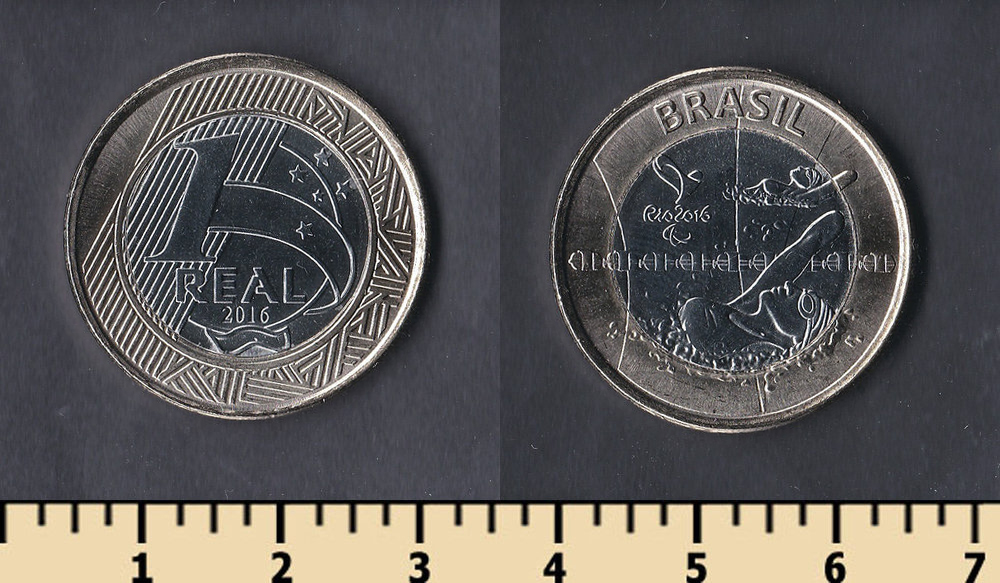 1
REAL
2016
BRASIL
Rio2016
1 2 3 4 5 6 7